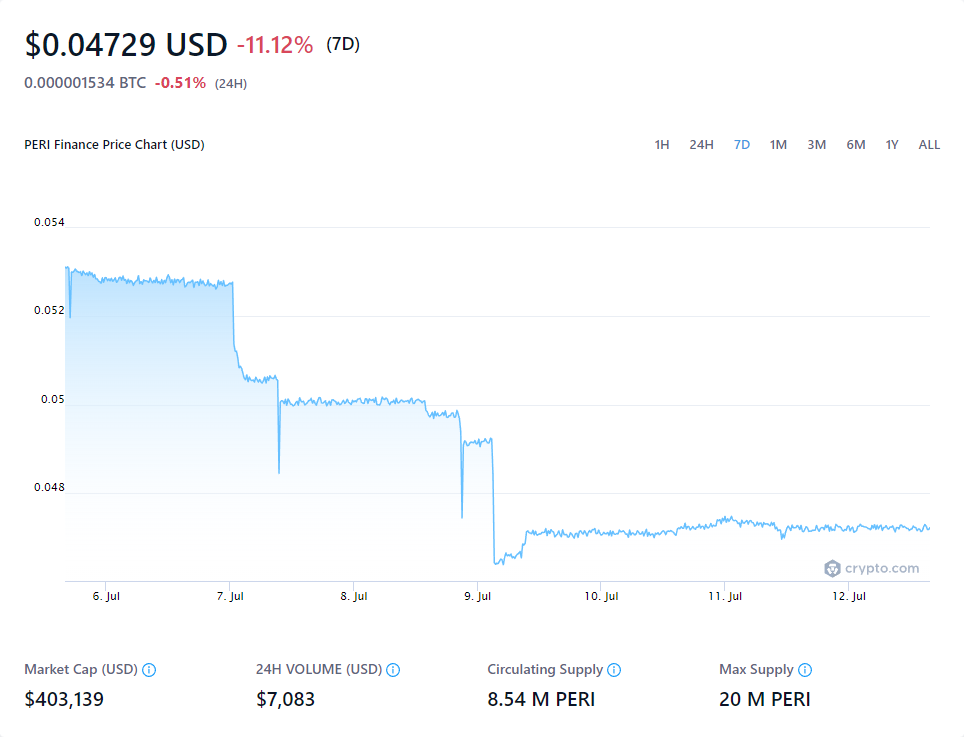 $0.04729 USD -11.12% (7D)
0.000001534 BTC -0.51% (24H)
PERI Finance Price Chart (USD)
1H 24H 7D 1M 3M 6M 1Y ALL
0.054
0.052
0.05
0.048
crypto.com
6. Jul 7. Jul 8. Jul 9. Jul 10. Jul 11. Jul 12. Jul
Market Cap (USD) 24H VOLUME (USD) Circulating Supply Max Supply
$403,139 $7,083 8.54 M PERI 20 M PERI